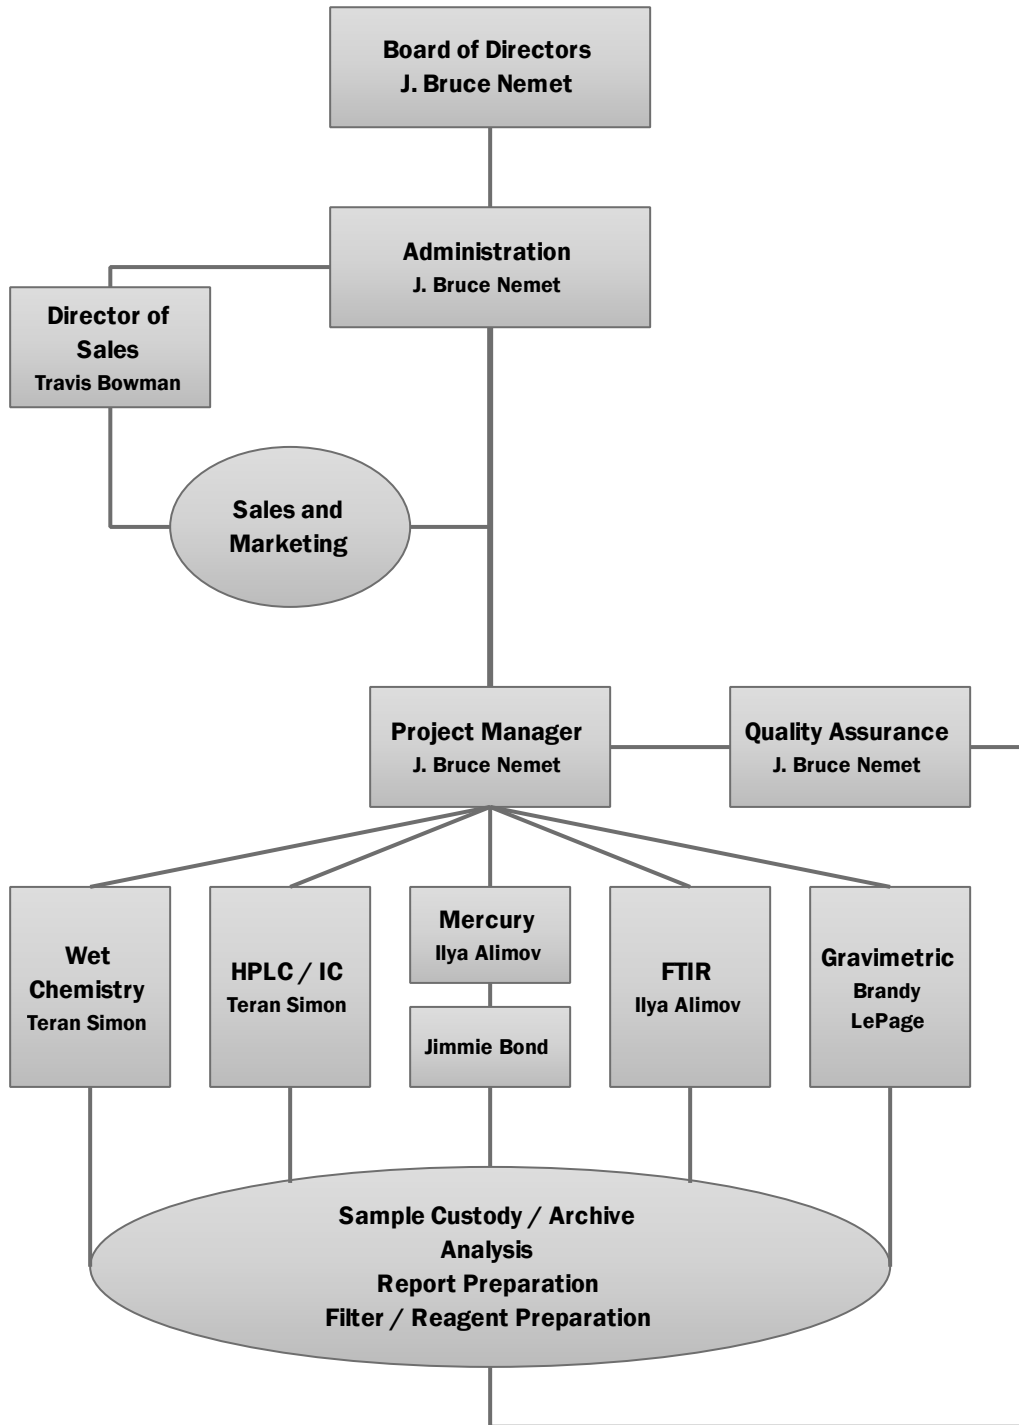 Board of Directors
J. Bruce Nemet
Administration
J. Bruce Nemet
Director of
Sales
Travis Bowman
Sales and
Marketing
Project Manager
J. Bruce Nemet
Quality Assurance
J. Bruce Nemet
Wet
Chemistry
Teran Simon
HPLC / IC
Teran Simon
Mercury
Ilya Alimov
Jimmie Bond
FTIR
Ilya Alimov
Gravimetric
Brandy
LePage
Sample Custody / Archive
Analysis
Report Preparation
Filter / Reagent Preparation